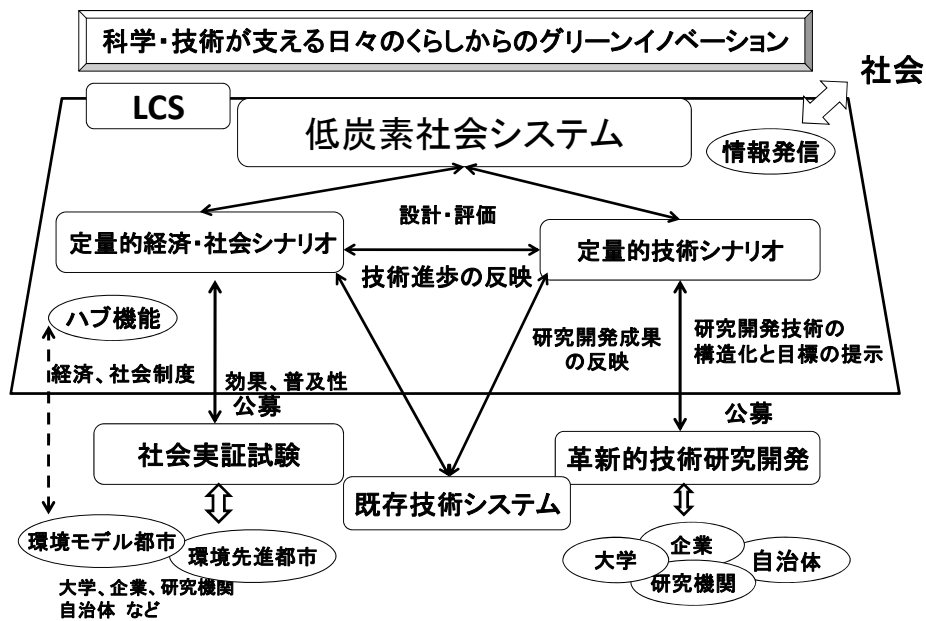 科学・技術が支える日々のくらしからのグリーンイノベーション
社会
LCS
低炭素社会システム
情報発信
設計・評価
定量的経済・社会シナリオ
定量的技術シナリオ
技術進歩の反映
ハブ機能
研究開発成果
の反映
研究開発技術の
構造化と目標の提示
経済、社会制度
効果、普及性
公募
公募
社会実証試験
革新的技術研究開発
既存技術システム
環境モデル都市
環境先進都市
大学
企業
自治体
研究機関
大学、企業、研究機関
自治体 など